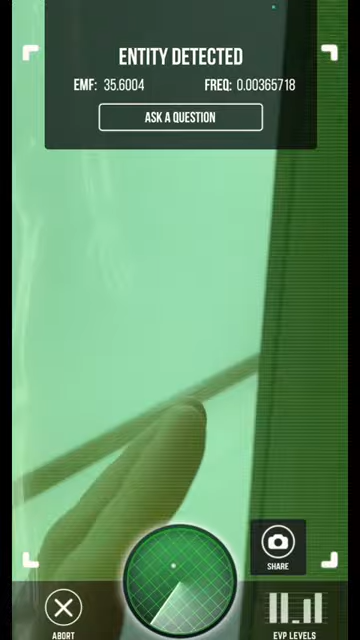 ENTITY DETECTED
EMF: 35.6004 FREQ: 0.00365718
ASK A QUESTION
SHARE
ABORT
EVP LEVELS